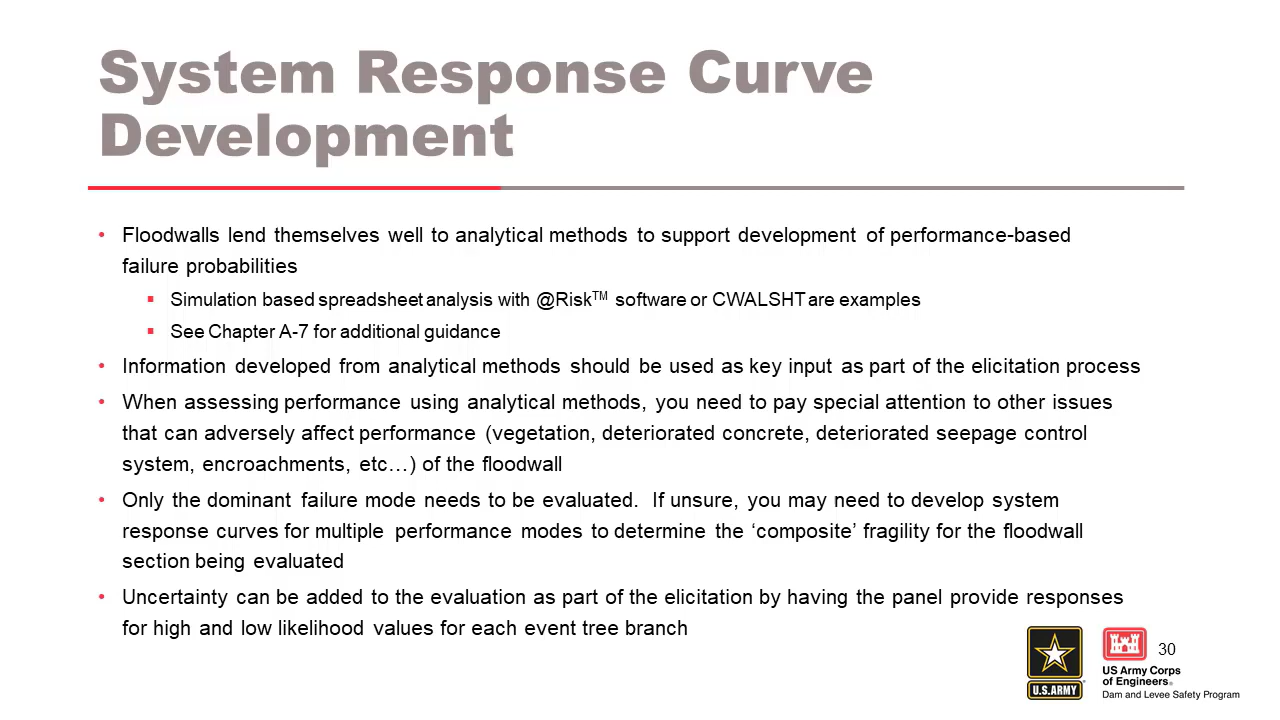 System Response Curve
Development
• Floodwalls lend themselves well to analytical methods to support development of performance-based
failure probabilities
▪ Simulation based spreadsheet analysis with @Risk™ software or CWALSHT are examples
▪ See Chapter A-7 for additional guidance
• Information developed from analytical methods should be used as key input as part of the elicitation process
• When assessing performance using analytical methods, you need to pay special attention to other issues
that can adversely affect performance (vegetation, deteriorated concrete, deteriorated seepage control
system, encroachments, etc…) of the floodwall
• Only the dominant failure mode needs to be evaluated.  If unsure, you may need to develop system
response curves for multiple performance modes to determine the ‘composite’ fragility for the floodwall
section being evaluated
• Uncertainty can be added to the evaluation as part of the elicitation by having the panel provide responses
for high and low likelihood values for each event tree branch
U.S.ARMY
30
US Army Corps
of Engineers®
Dam and Levee Safety Program